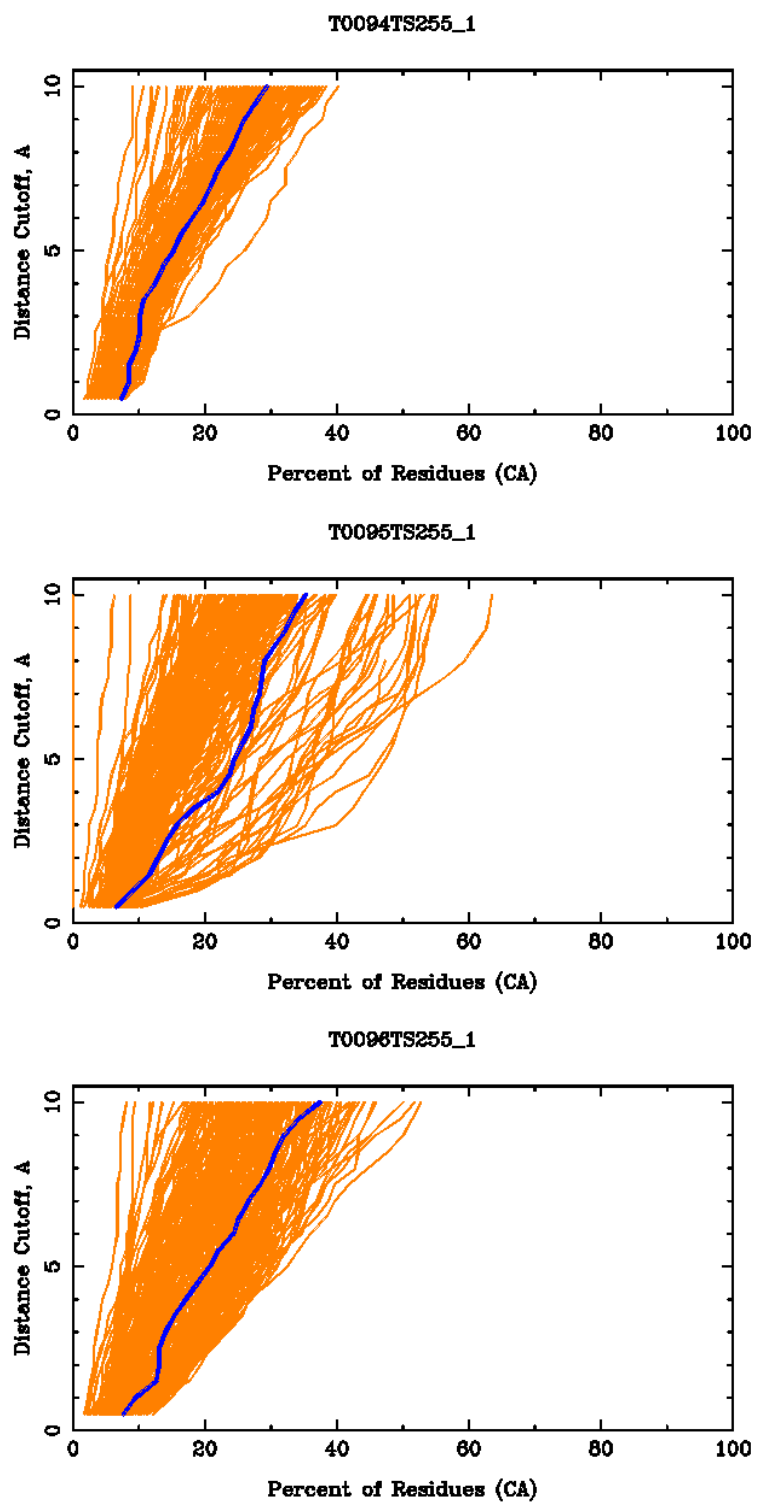 T0094TS255_1
10
5
0
Distance Cutoff, A
0 20 40 60 80 100
Percent of Residues (CA)
T0095TS255_1
10
5
0
Distance Cutoff, A
0 20 40 60 80 100
Percent of Residues (CA)
T0096TS255_1
10
5
0
Distance Cutoff, A
0 20 40 60 80 100
Percent of Residues (CA)